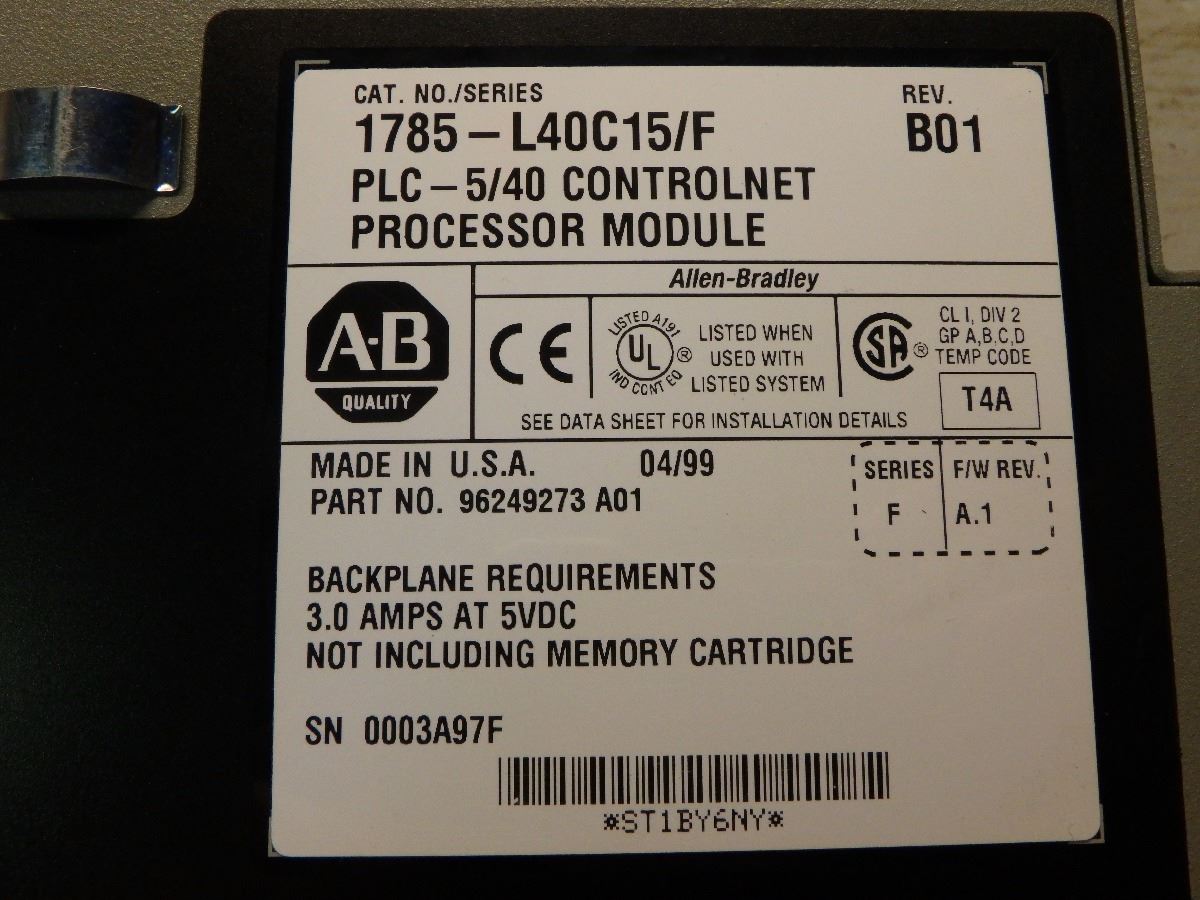 CAT. NO./SERIES REV.
1785-L40C15/F B01
PLC-5/40 CONTROLNET
PROCESSOR MODULE
Allen-Bradley
A-B
QUALITY
CE
LISTED A191
UL ®
IND CONT EQ
LISTED WHEN
USED WITH
LISTED SYSTEM
SA ®
CL I, DIV 2
GP A,B,C,D
TEMP CODE
T4A
SEE DATA SHEET FOR INSTALLATION DETAILS
MADE IN U.S.A. 04/99
PART NO. 96249273 A01
SERIES F/W REV.
F A.1
BACKPLANE REQUIREMENTS
3.0 AMPS AT 5VDC
NOT INCLUDING MEMORY CARTRIDGE
SN 0003A97F
*ST1BY6NY*